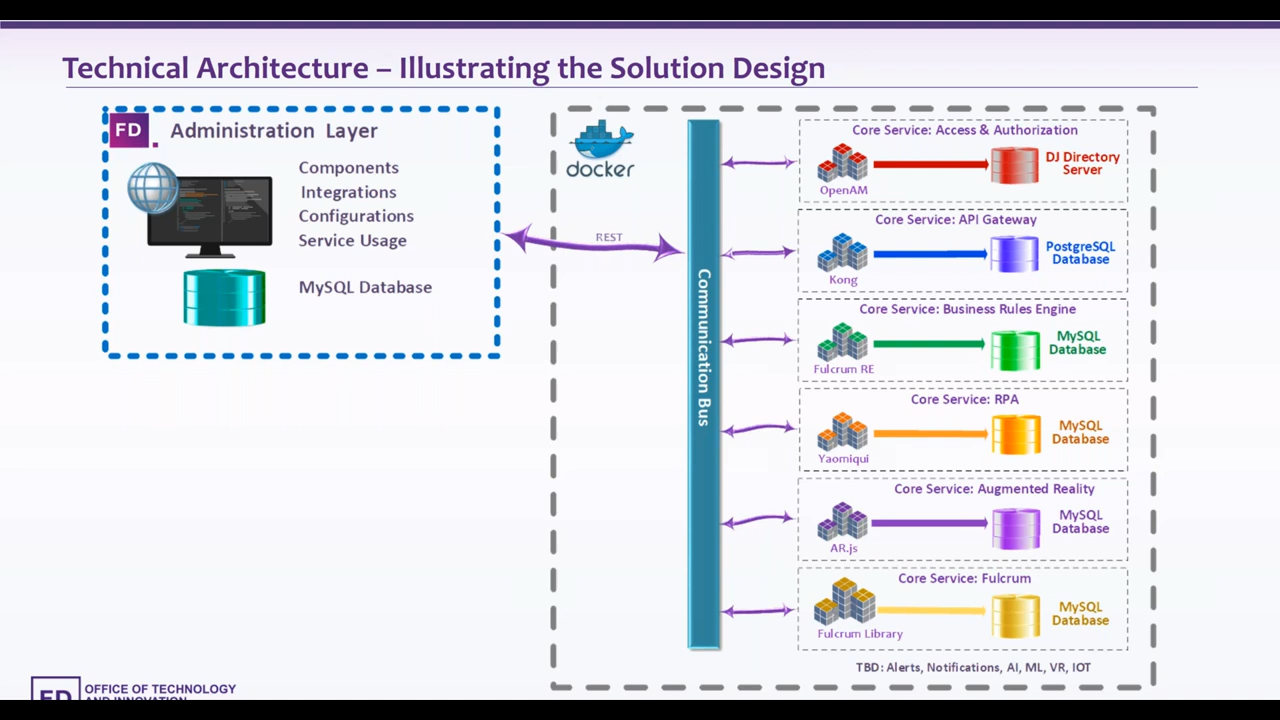 Technical Architecture – Illustrating the Solution Design
FD
Administration Layer
Components
Integrations
Configurations
Service Usage
MySQL Database
REST
docker
Communication Bus
Core Service: Access & Authorization
OpenAM
DJ Directory
Server
Core Service: API Gateway
Kong
PostgreSQL
Database
Core Service: Business Rules Engine
Fulcrum RE
MySQL
Database
Core Service: RPA
Yaomiqui
MySQL
Database
Core Service: Augmented Reality
AR.js
MySQL
Database
Core Service: Fulcrum
Fulcrum Library
MySQL
Database
TBD: Alerts, Notifications, AI, ML, VR, IOT
FD
OFFICE OF TECHNOLOGY
AND INNOVATION